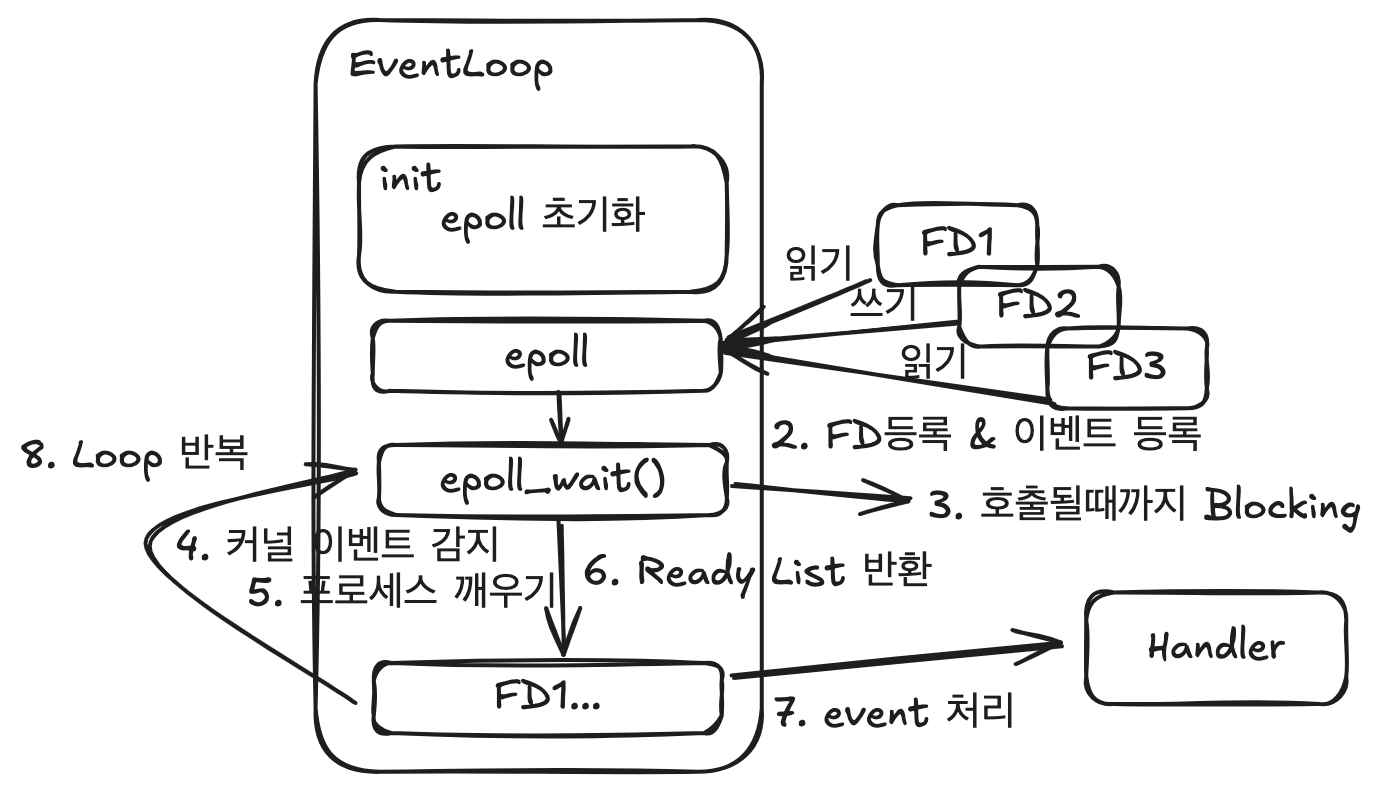 EventLoop
init
epoll 초기화
FD1
읽기
쓰기
FD2
epoll
읽기
FD3
2. FD등록 & 이벤트 등록
8. Loop 반복
epoll_wait()
3. 호출될때까지 Blocking
4. 커널 이벤트 감지
5. 프로세스 깨우기
6. Ready List 반환
Handler
FD1...
7. event 처리